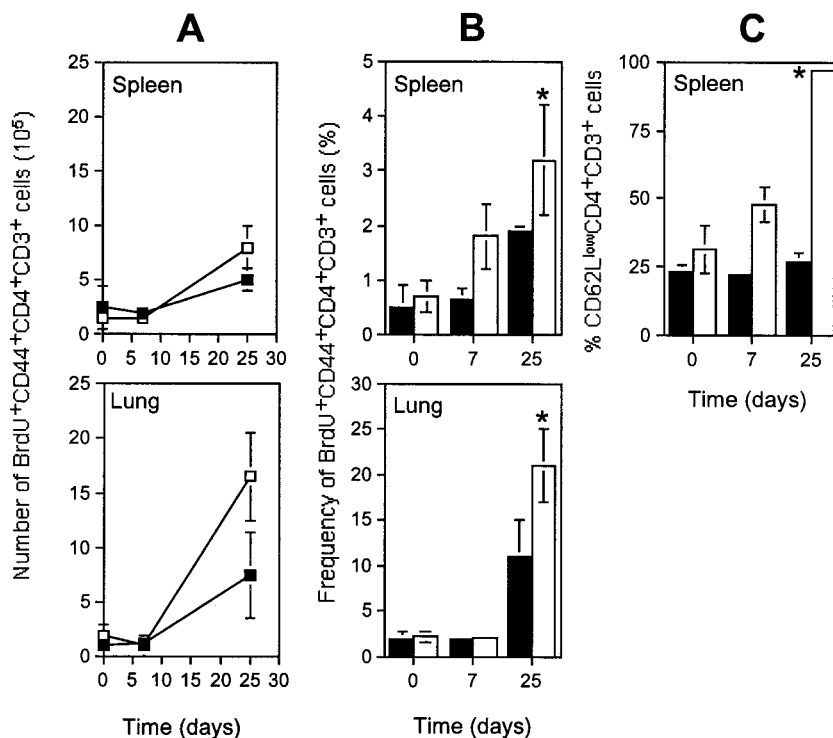 A
B
C
Number of BrdU⁺CD44⁺CD4⁺CD3⁺ cells (10⁵)
25
Spleen
20
15
10
5
0
0 5 10 15 20 25 30
25
Lung
20
15
10
5
0
0 5 10 15 20 25 30
Time (days)
Frequency of BrdU⁺CD44⁺CD4⁺CD3⁺ cells (%)
5
Spleen
*
4
3
2
1
0
0 7 25
30
Lung
*
25
20
15
10
5
0
0 7 25
Time (days)
% CD62LˡᵒʷCD4⁺CD3⁺ cells
100
Spleen
*
75
50
25
0
0 7 25
Time (days)